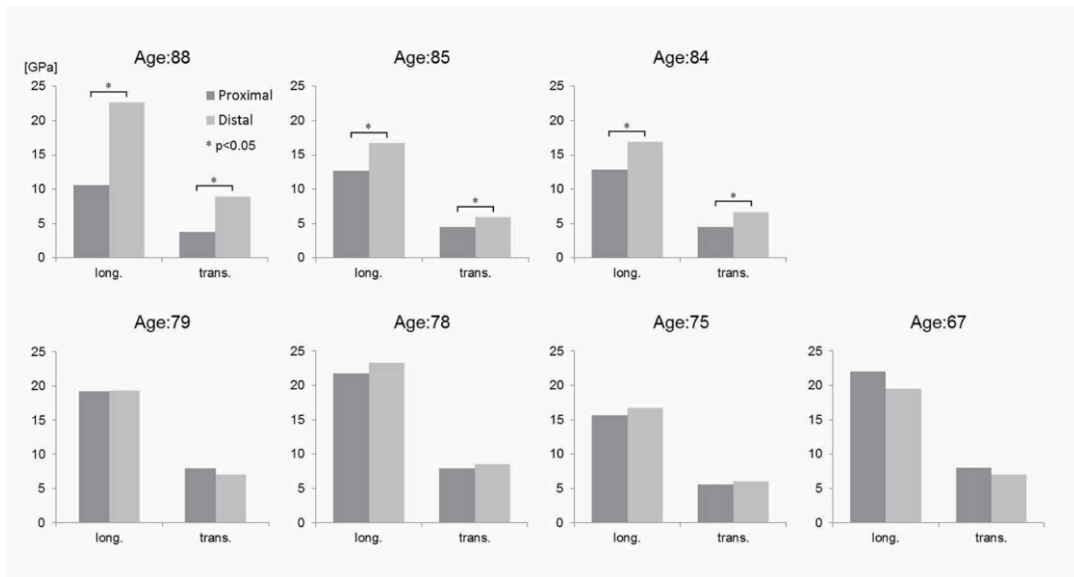 Age:88
Age:85
Age:84
[GPa]
25
20
15
10
5
0
Proximal
Distal
* p<0.05
*
*
long.
trans.
25
20
15
10
5
0
*
*
long.
trans.
25
20
15
10
5
0
*
*
long.
trans.
Age:79
Age:78
Age:75
Age:67
25
20
15
10
5
0
long.
trans.
25
20
15
10
5
0
long.
trans.
25
20
15
10
5
0
long.
trans.
25
20
15
10
5
0
long.
trans.